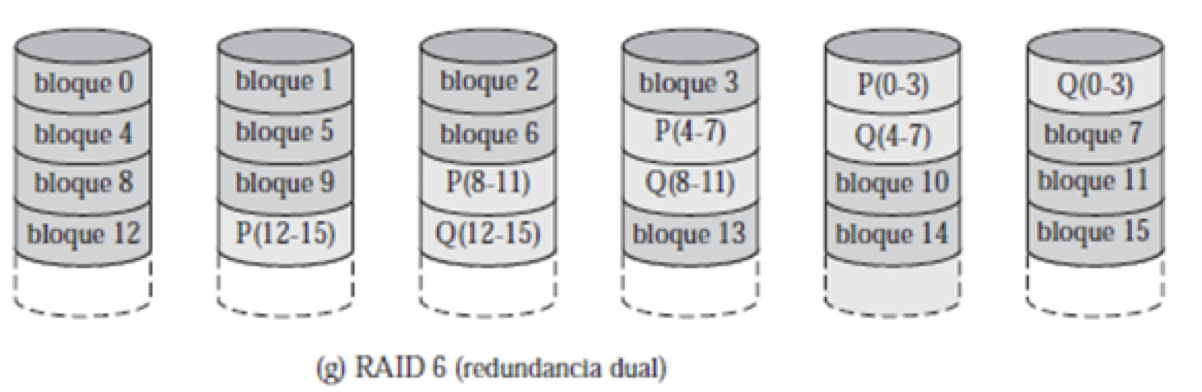 bloque 0 bloque 1 bloque 2 bloque 3 P(0-3) Q(0-3)
bloque 4 bloque 5 bloque 6 P(4-7) Q(4-7) bloque 7
bloque 8 bloque 9 P(8-11) Q(8-11) bloque 10 bloque 11
bloque 12 P(12-15) Q(12-15) bloque 13 bloque 14 bloque 15
(g) RAID 6 (redundancia dual)